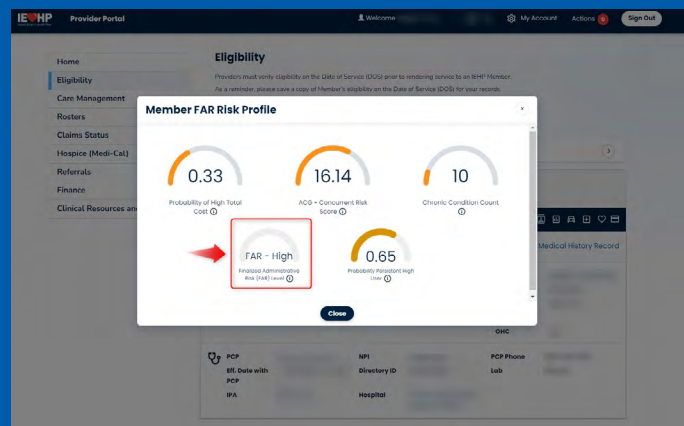 IEHP Provider Portal
Welcome
My Account
Actions
Sign Out
Home
Eligibility
Care Management
Rosters
Claims Status
Hospice (Medi-Cal)
Referrals
Finance
Clinical Resources an
Eligibility
Providers must verify eligibility on the Date of Service (DOS) prior to rendering service to an IEHP Member.
As a reminder, please save a copy of Member's eligibility on the Date of Service (DOS) for your records.
Member FAR Risk Profile
x
0.33
Probability of High Total
Cost
16.14
ACG - Concurrent Risk
Score
10
Chronic Condition Count
FAR - High
Finalized Administrative
Risk (FAR) Level
0.65
Probability Persistent High
User
Close
Medical History Record
OHC
PCP
NPI
PCP Phone
Eff. Date with
PCP
Directory ID
Lab
IPA
Hospital